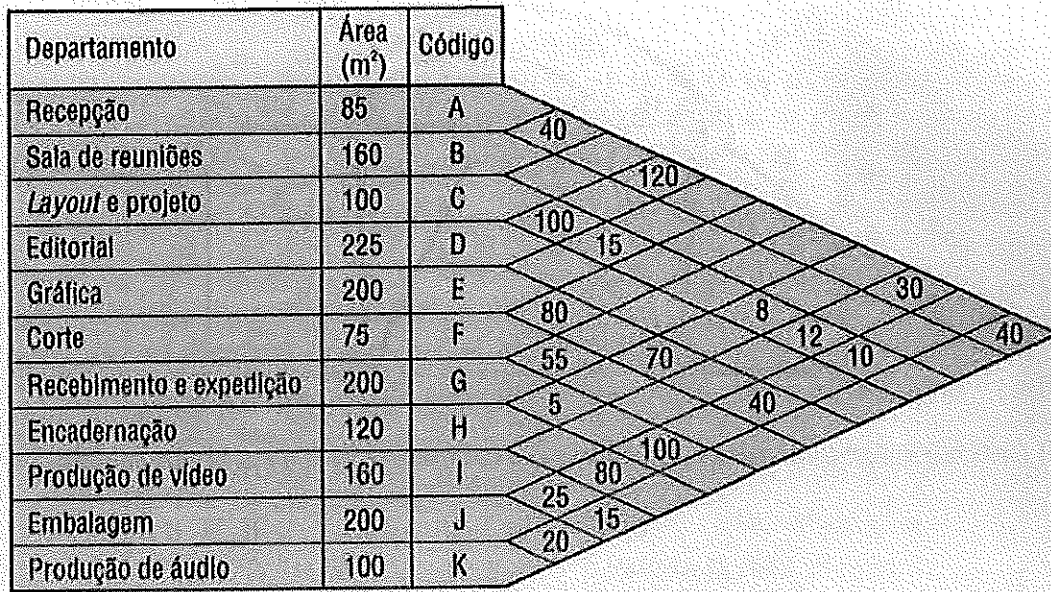 Departamento Área (m²) Código
Recepção 85 A
40
Sala de reuniões 160 B
120
Layout e projeto 100 C
100
Editorial 225 D 15
Gráfica 200 E 30
80 8
Corte 75 F 12 40
55 70 10
Recebimento e expedição 200 G
5 40
Encadernação 120 H
100
Produção de vídeo 160 I 80
25
Embalagem 200 J 15
20
Produção de áudio 100 K